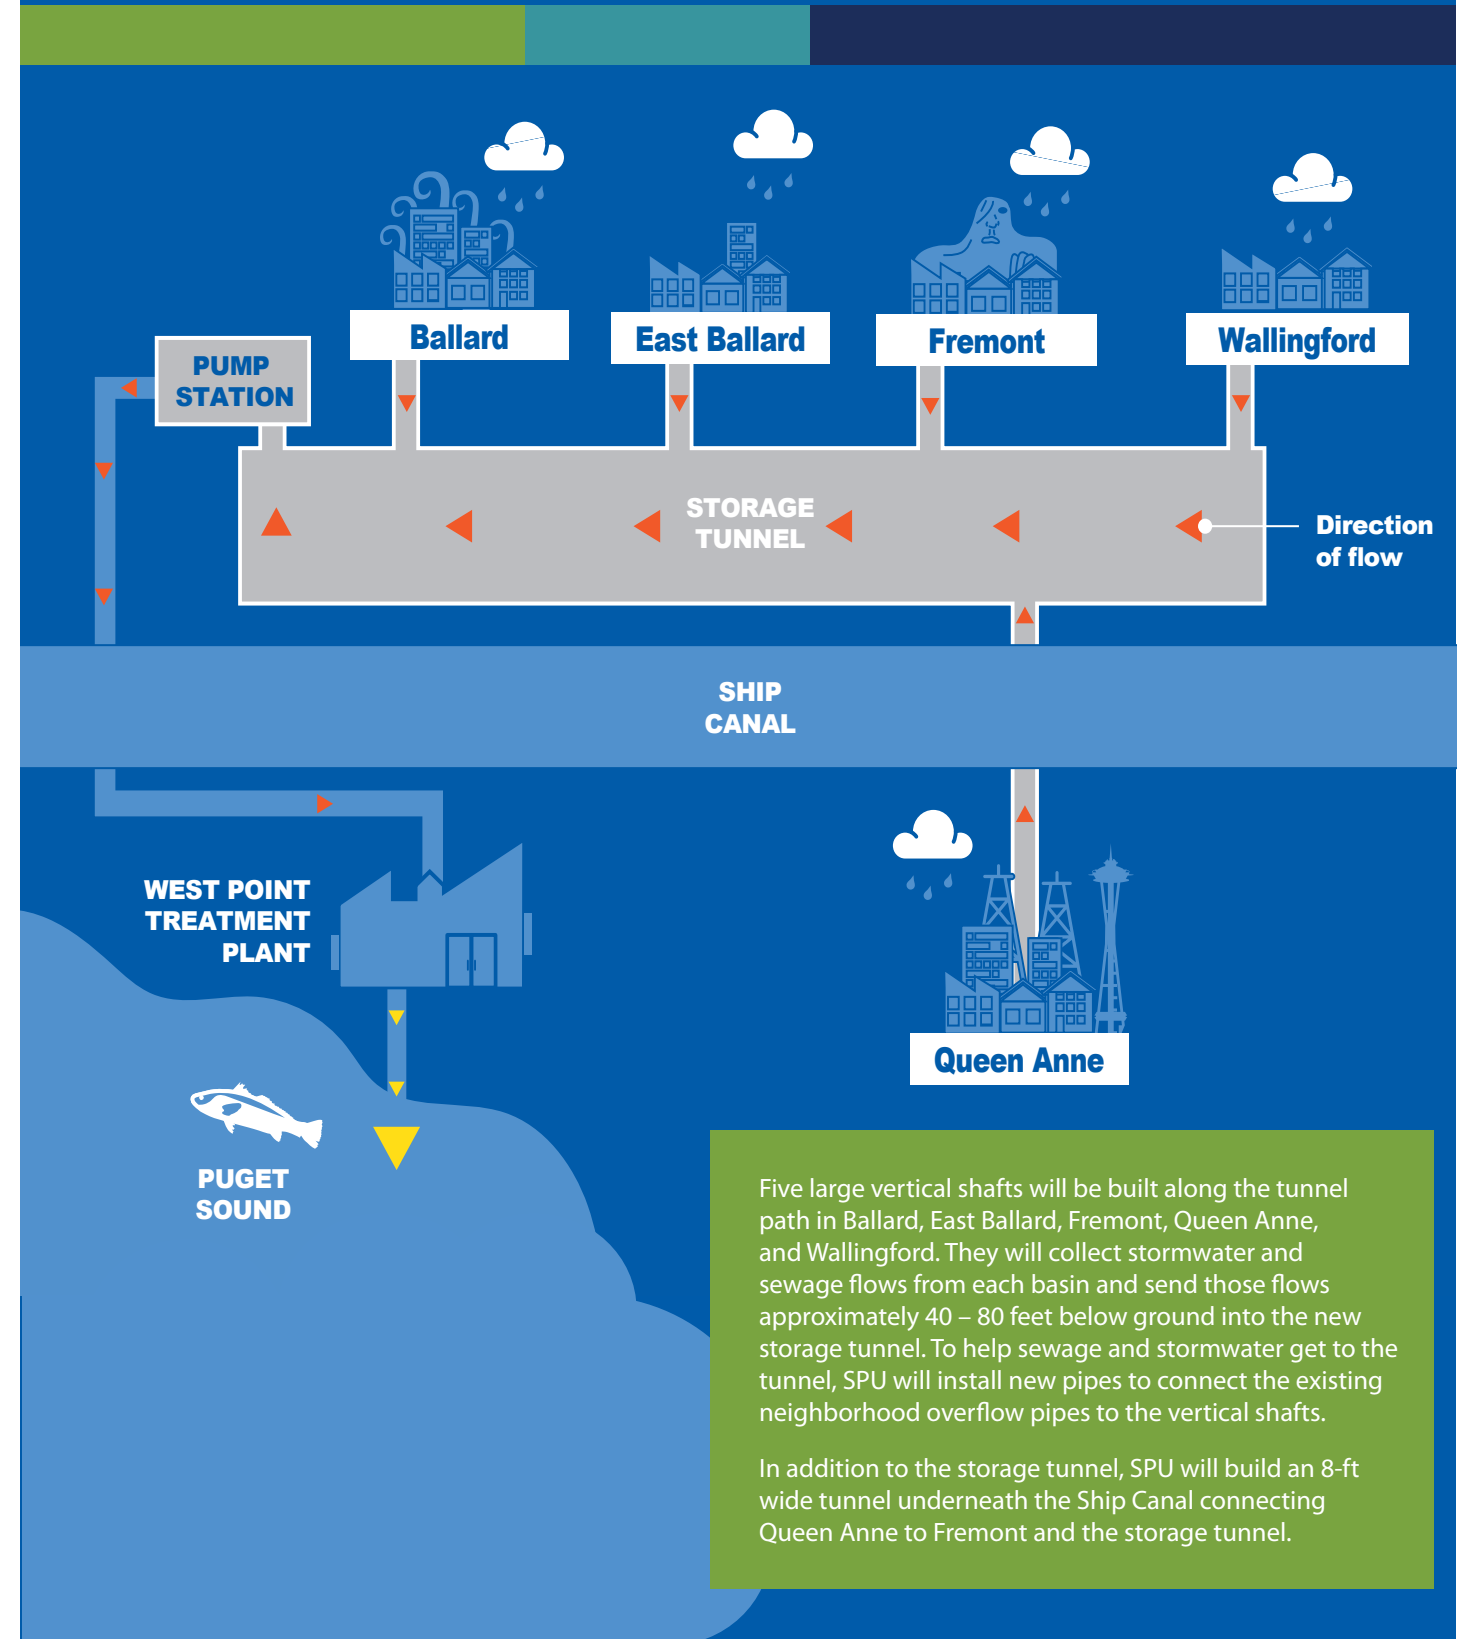 Ballard
East Ballard
Fremont
Wallingford
PUMP
STATION
STORAGE
TUNNEL
Direction
of flow
SHIP
CANAL
WEST POINT
TREATMENT
PLANT
Queen Anne
PUGET
SOUND
Five large vertical shafts will be built along the tunnel
path in Ballard, East Ballard, Fremont, Queen Anne,
and Wallingford. They will collect stormwater and
sewage flows from each basin and send those flows
approximately 40 – 80 feet below ground into the new
storage tunnel. To help sewage and stormwater get to the
tunnel, SPU will install new pipes to connect the existing
neighborhood overflow pipes to the vertical shafts.
In addition to the storage tunnel, SPU will build an 8-ft
wide tunnel underneath the Ship Canal connecting
Queen Anne to Fremont and the storage tunnel.